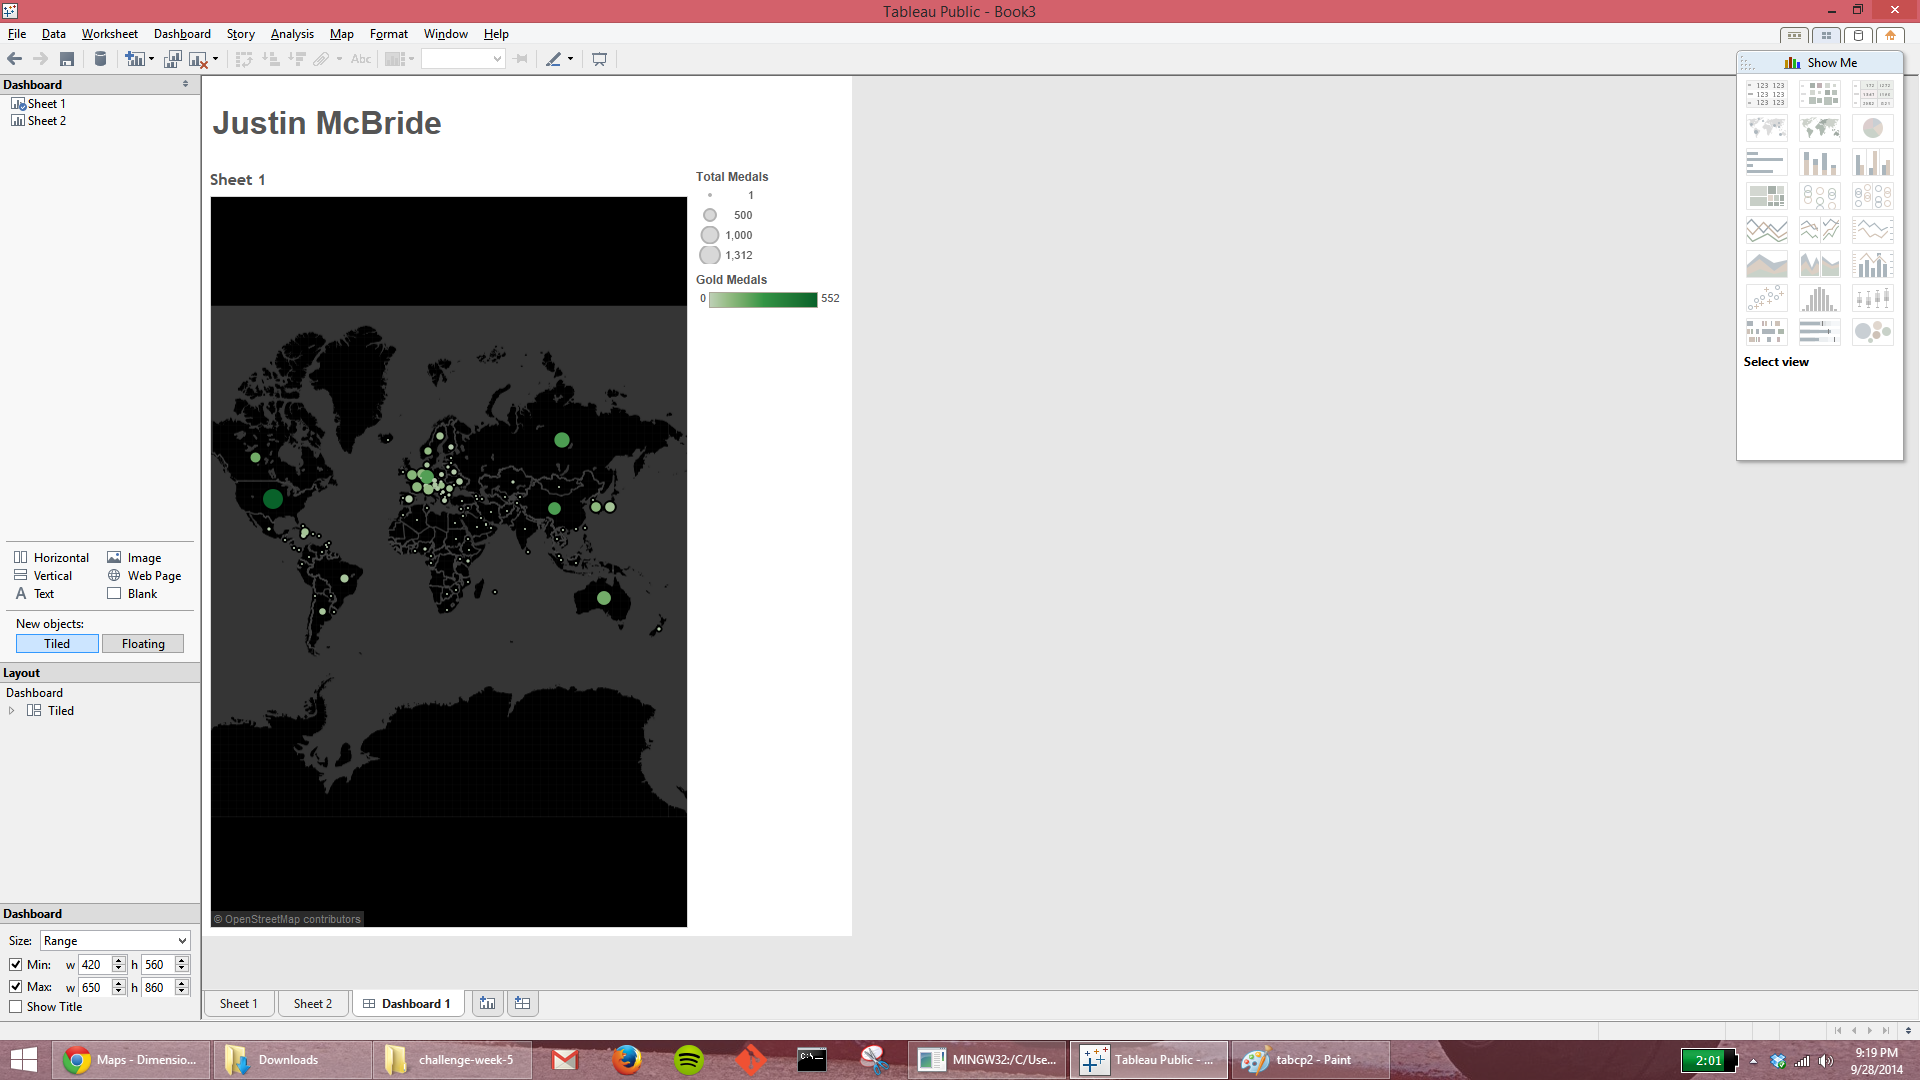 Tableau Public - Book3
File Data Worksheet Dashboard Story Analysis Map Format Window Help
Abc
Show Me
Dashboard
Sheet 1
Sheet 2
Justin McBride
Sheet 1
Total Medals
1
500
1,000
1,312
Gold Medals
0 552
Select view
© OpenStreetMap contributors
Horizontal Image
Vertical Web Page
A Text Blank
New objects:
Tiled Floating
Layout
Dashboard
Tiled
Dashboard
Size: Range
Min: w 420 h 560
Max: w 650 h 860
Show Title
Sheet 1 Sheet 2 Dashboard 1
Maps - Dimensio... Downloads challenge-week-5 C:\_ MINGW32:/C/Use... Tableau Public - ... tabcp2 - Paint 2:01
9:19 PM
9/28/2014